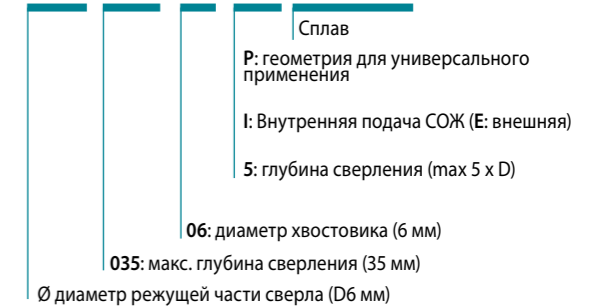 Сплав
P: геометрия для универсального
применения
I: Внутренняя подача СОЖ (E: внешняя)
5: глубина сверления (max 5 x D)
06: диаметр хвостовика (6 мм)
035: макс. глубина сверления (35 мм)
Ø диаметр режущей части сверла (D6 мм)